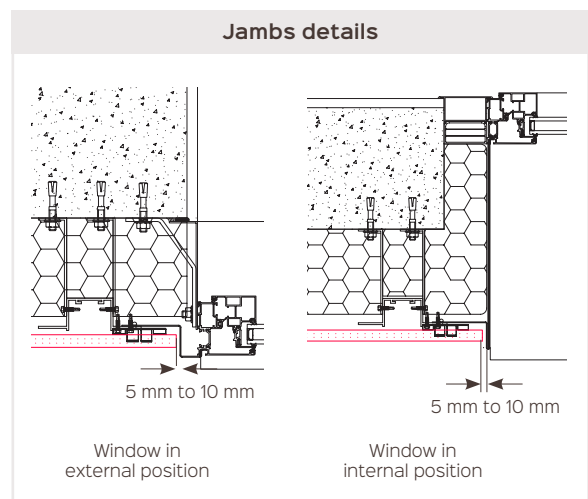 Jambs details
5 mm to 10 mm
5 mm to 10 mm
Window in
external position
Window in
internal position